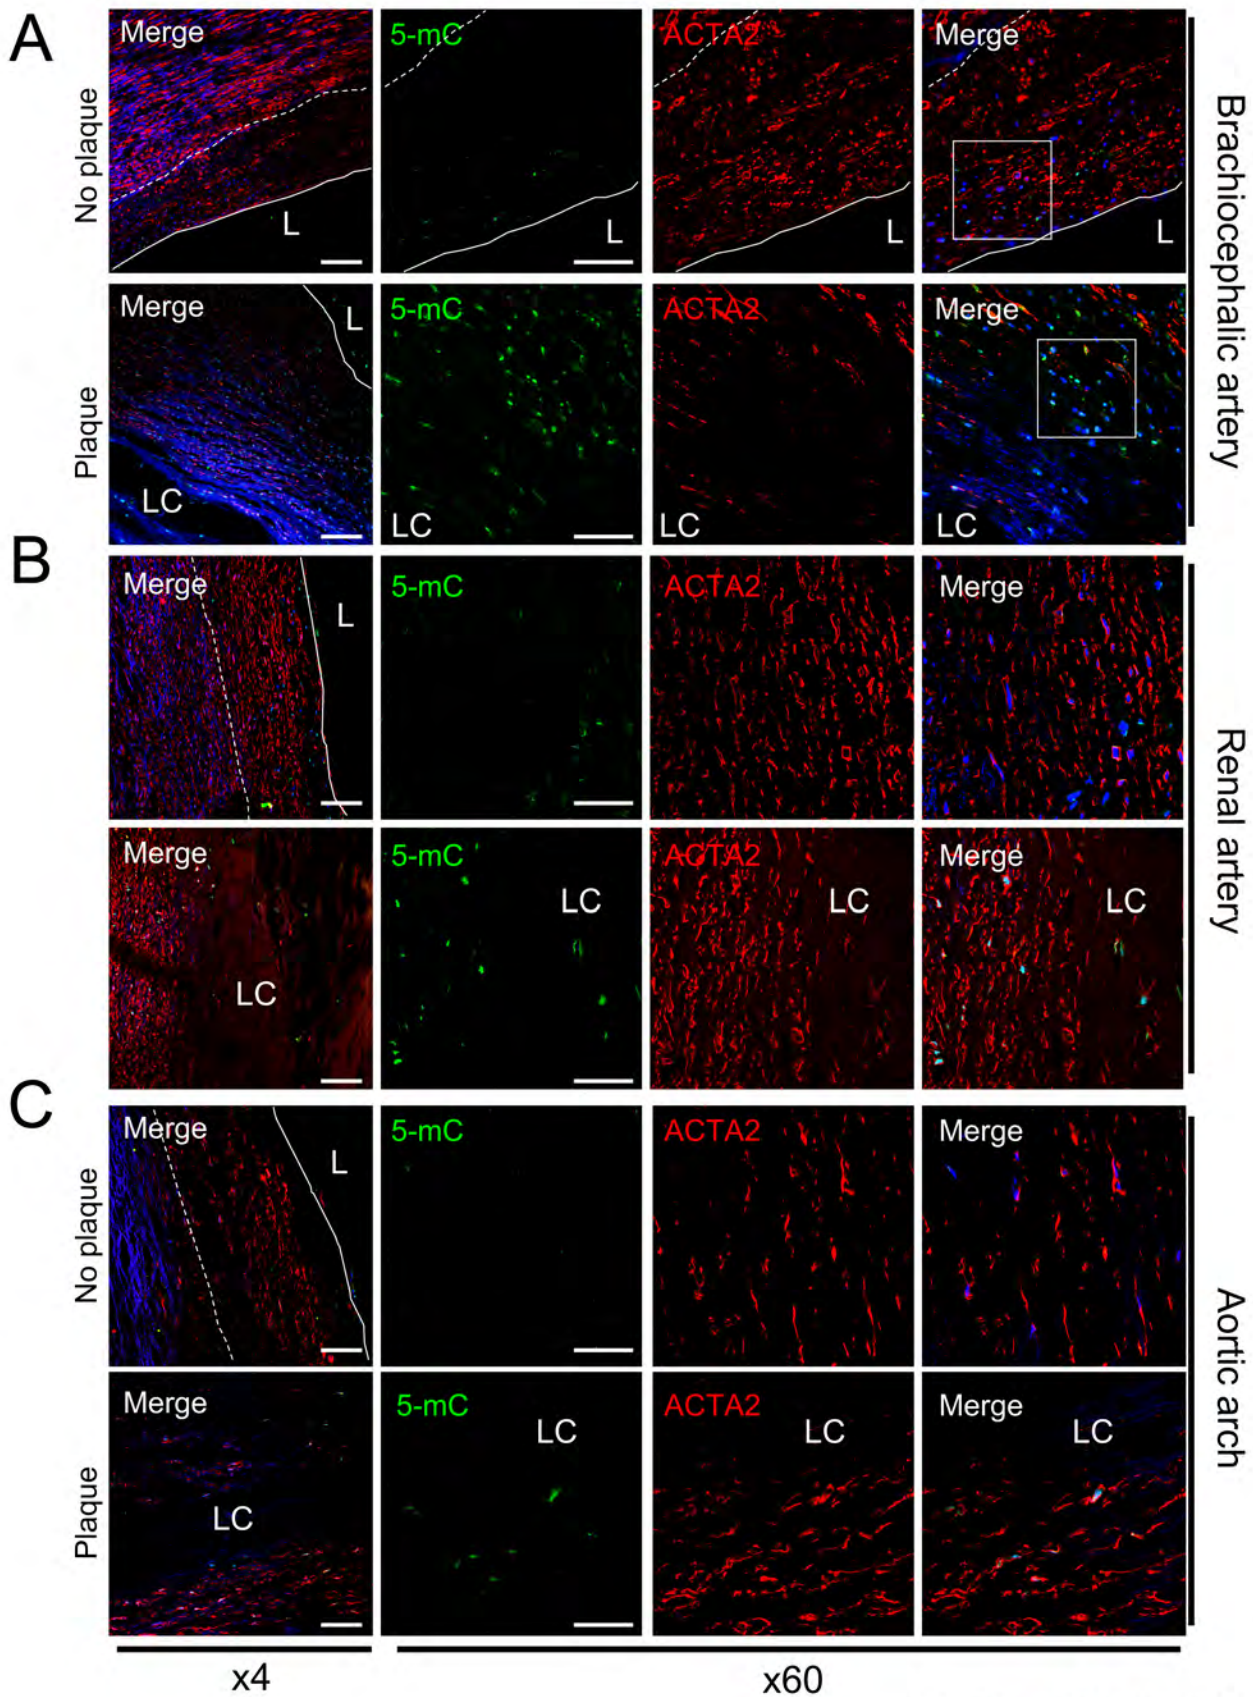 A
No plaque
Merge
L
5-mC
L
ACTA2
L
Merge
L
Brachiocephalic artery
Plaque
Merge
L
LC
5-mC
LC
ACTA2
LC
Merge
LC
B
Merge
L
5-mC
ACTA2
Merge
Renal artery
Merge
LC
5-mC
LC
ACTA2
LC
Merge
LC
C
No plaque
Merge
L
5-mC
ACTA2
Merge
Aortic arch
Plaque
Merge
LC
5-mC
LC
ACTA2
LC
Merge
LC
x4
x60